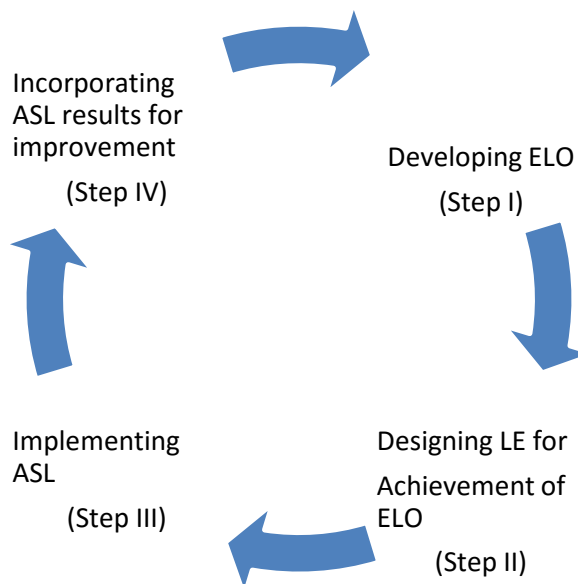 Incorporating
ASL results for
improvement
(Step IV)
Developing ELO
(Step I)
Implementing
ASL
(Step III)
Designing LE for
Achievement of
ELO
(Step II)